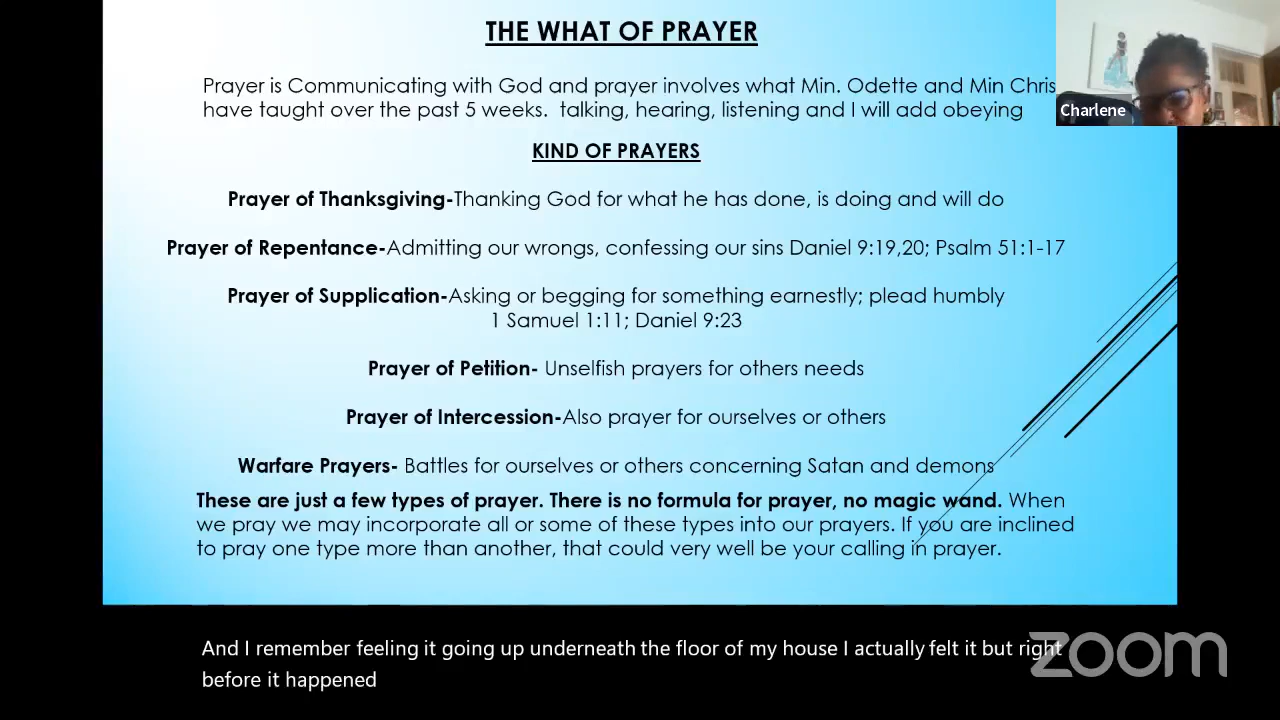 THE WHAT OF PRAYER
Prayer is Communicating with God and prayer involves what Min. Odette and Min Chris
have taught over the past 5 weeks. talking, hearing, listening and I will add obeying
Charlene
KIND OF PRAYERS
Prayer of Thanksgiving-Thanking God for what he has done, is doing and will do
Prayer of Repentance-Admitting our wrongs, confessing our sins Daniel 9:19,20; Psalm 51:1-17
Prayer of Supplication-Asking or begging for something earnestly; plead humbly
1 Samuel 1:11; Daniel 9:23
Prayer of Petition- Unselfish prayers for others needs
Prayer of Intercession-Also prayer for ourselves or others
Warfare Prayers- Battles for ourselves or others concerning Satan and demons
These are just a few types of prayer. There is no formula for prayer, no magic wand. When
we pray we may incorporate all or some of these types into our prayers. If you are inclined
to pray one type more than another, that could very well be your calling in prayer.
And I remember feeling it going up underneath the floor of my house I actually felt it but right
before it happened
zoom